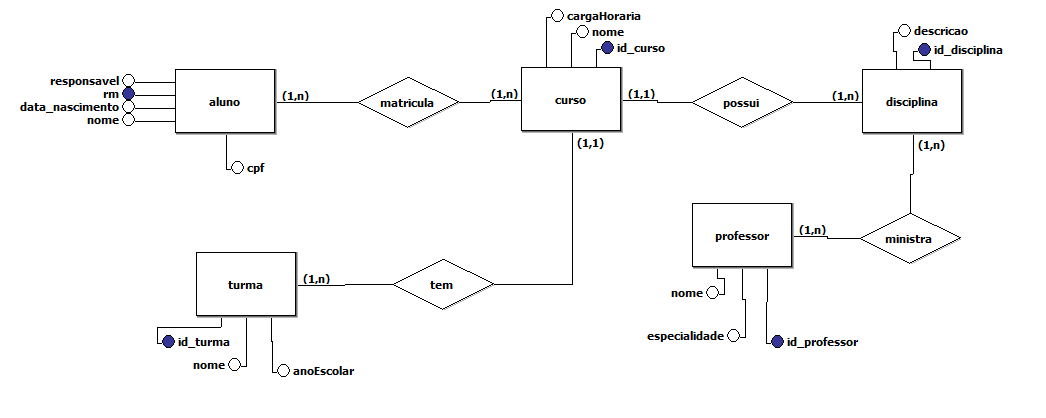 cargaHoraria
nome
id_curso
descricao
id_disciplina
responsavel
rm
data_nascimento
nome
aluno
(1,n)
matricula
(1,n)
curso
(1,1)
possui
(1,n)
disciplina
cpf
(1,1)
(1,n)
professor
(1,n)
ministra
turma
(1,n)
tem
nome
especialidade
id_professor
id_turma
nome
anoEscolar